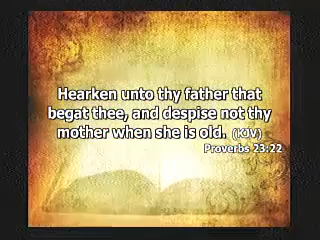 Hearken unto thy father that
begat thee, and despise not thy
mother when she is old. (KJV)
Proverbs 23:22